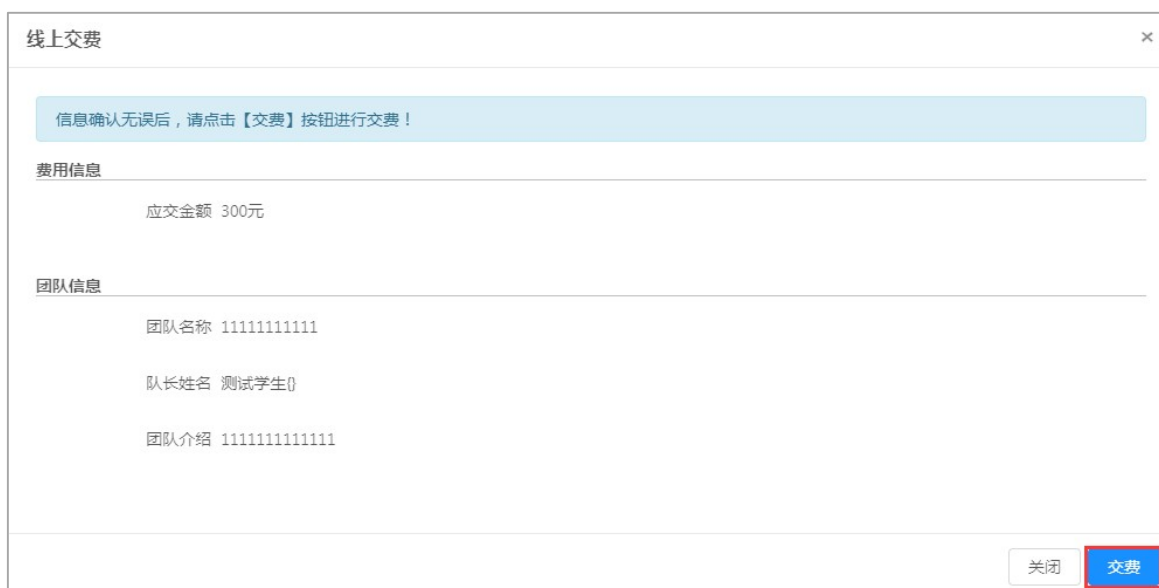 线上交费 ×
信息确认无误后，请点击【交费】按钮进行交费！
费用信息
应交金额 300元
团队信息
团队名称 11111111111
队长姓名 测试学生{}
团队介绍 1111111111111
关闭 交费